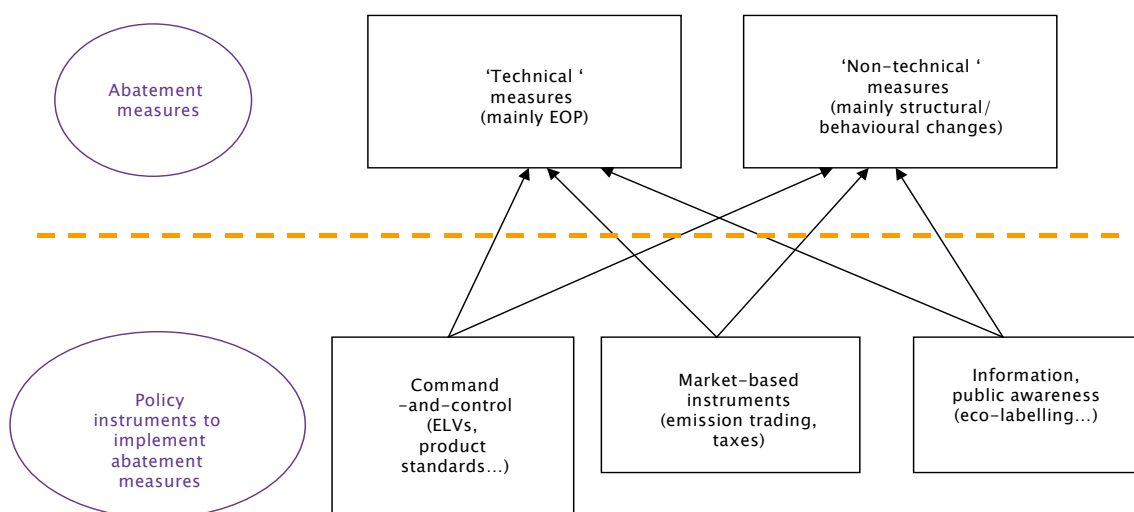 Abatement
measures
‘Technical ‘
measures
(mainly EOP)
‘Non-technical ‘
measures
(mainly structural/
behavioural changes)
Policy
instruments to
implement
abatement
measures
Command
-and-control
(ELVs,
product
standards...)
Market-based
instruments
(emission trading,
taxes)
Information,
public awareness
(eco-labelling...)